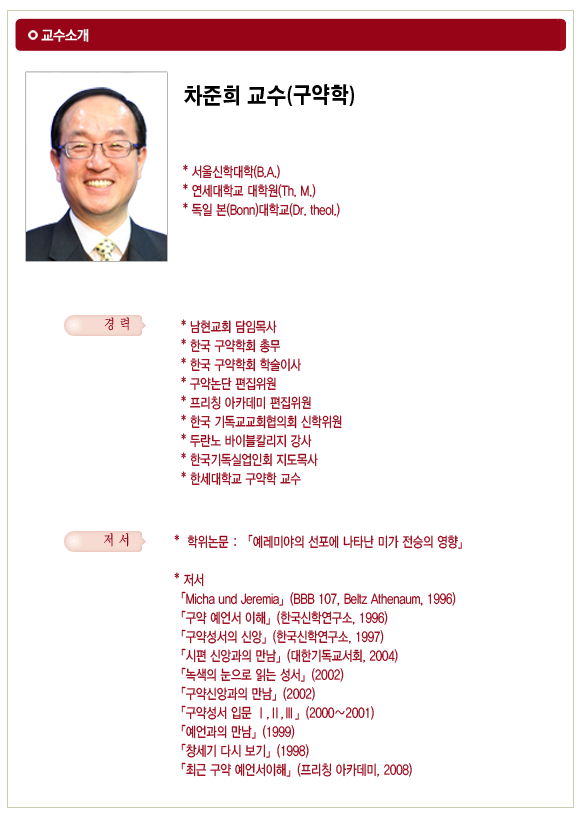 교수소개
차준희 교수(구약학)
* 서울신학대학(B.A.)
* 연세대학교 대학원(Th. M.)
* 독일 본(Bonn)대학교(Dr. theol.)
경 력
* 남현교회 담임목사
* 한국 구약학회 총무
* 한국 구약학회 학술이사
* 구약논단 편집위원
* 프리칭 아카데미 편집위원
* 한국 기독교교회협의회 신학위원
* 두란노 바이블칼리지 강사
* 한국기독실업인회 지도목사
* 한세대학교 구약학 교수
저 서
* 학위논문 : 「예레미야의 선포에 나타난 미가 전승의 영향」
* 저서
「Micha und Jeremia」 (BBB 107, Beltz Athenaum, 1996)
「구약 예언서 이해」 (한국신학연구소, 1996)
「구약성서의 신앙」 (한국신학연구소, 1997)
「시편 신앙과의 만남」 (대한기독교서회, 2004)
「녹색의 눈으로 읽는 성서」 (2002)
「구약신앙과의 만남」 (2002)
「구약성서 입문 Ⅰ,Ⅱ,Ⅲ」 (2000~2001)
「예언과의 만남」 (1999)
「창세기 다시 보기」 (1998)
「최근 구약 예언서이해」 (프리칭 아카데미, 2008)